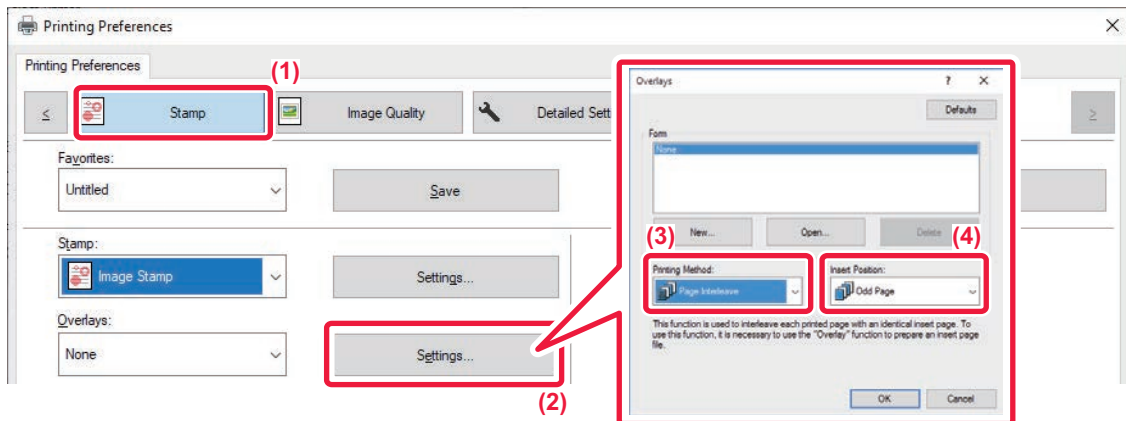 Printing Preferences
Printing Preferences
(1)
<
Stamp
Image Quality
Detailed Sett
>
Favorites:
Untitled
Save
Stamp:
Image Stamp
Settings...
Overlays:
None
Settings...
(2)
Overlays
?
Defaults
Form
None
New...
Open...
Delete
(3)
(4)
Printing Method:
Page Interleave
Insert Position:
Odd Page
This function is used to interleave each printed page with an identical insert page. To
use this function, it is necessary to use the "Overlay" function to prepare an insert page
file.
OK
Cancel